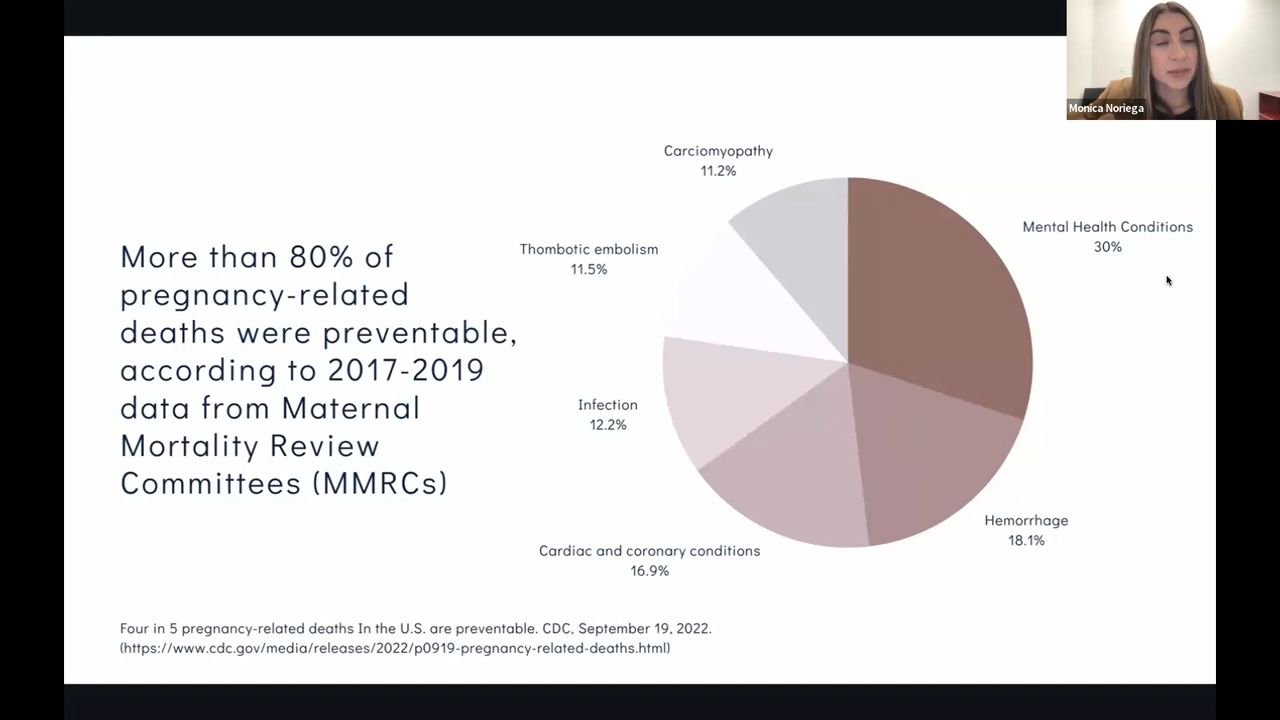 Monica Noriega
More than 80% of
pregnancy-related
deaths were preventable,
according to 2017-2019
data from Maternal
Mortality Review
Committees (MMRCs)
Carciomyopathy
11.2%
Mental Health Conditions
30%
Thombotic embolism
11.5%
Infection
12.2%
Hemorrhage
18.1%
Cardiac and coronary conditions
16.9%
Four in 5 pregnancy-related deaths In the U.S. are preventable. CDC, September 19, 2022.
(https://www.cdc.gov/media/releases/2022/p0919-pregnancy-related-deaths.html)